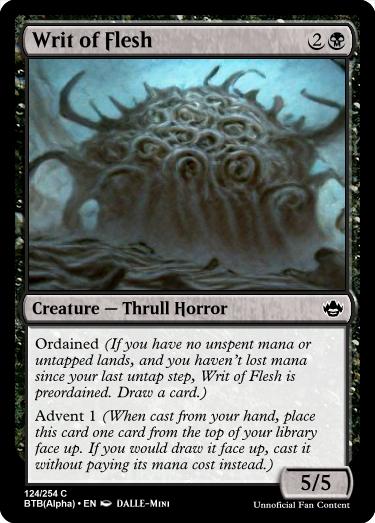 Writ of Flesh 2
Creature — Thrull Horror
Ordained (If you have no unspent mana or
untapped lands, and you haven't lost mana
since your last untap step, Writ of Flesh is
preordained. Draw a card.)
Advent 1 (When cast from your hand, place
this card one card from the top of your library
face up. If you would draw it face up, cast it
without paying its mana cost instead.)
5/5
124/254 C
BTB(Alpha) • EN DALLE-Mini
Unnoficial Fan Content